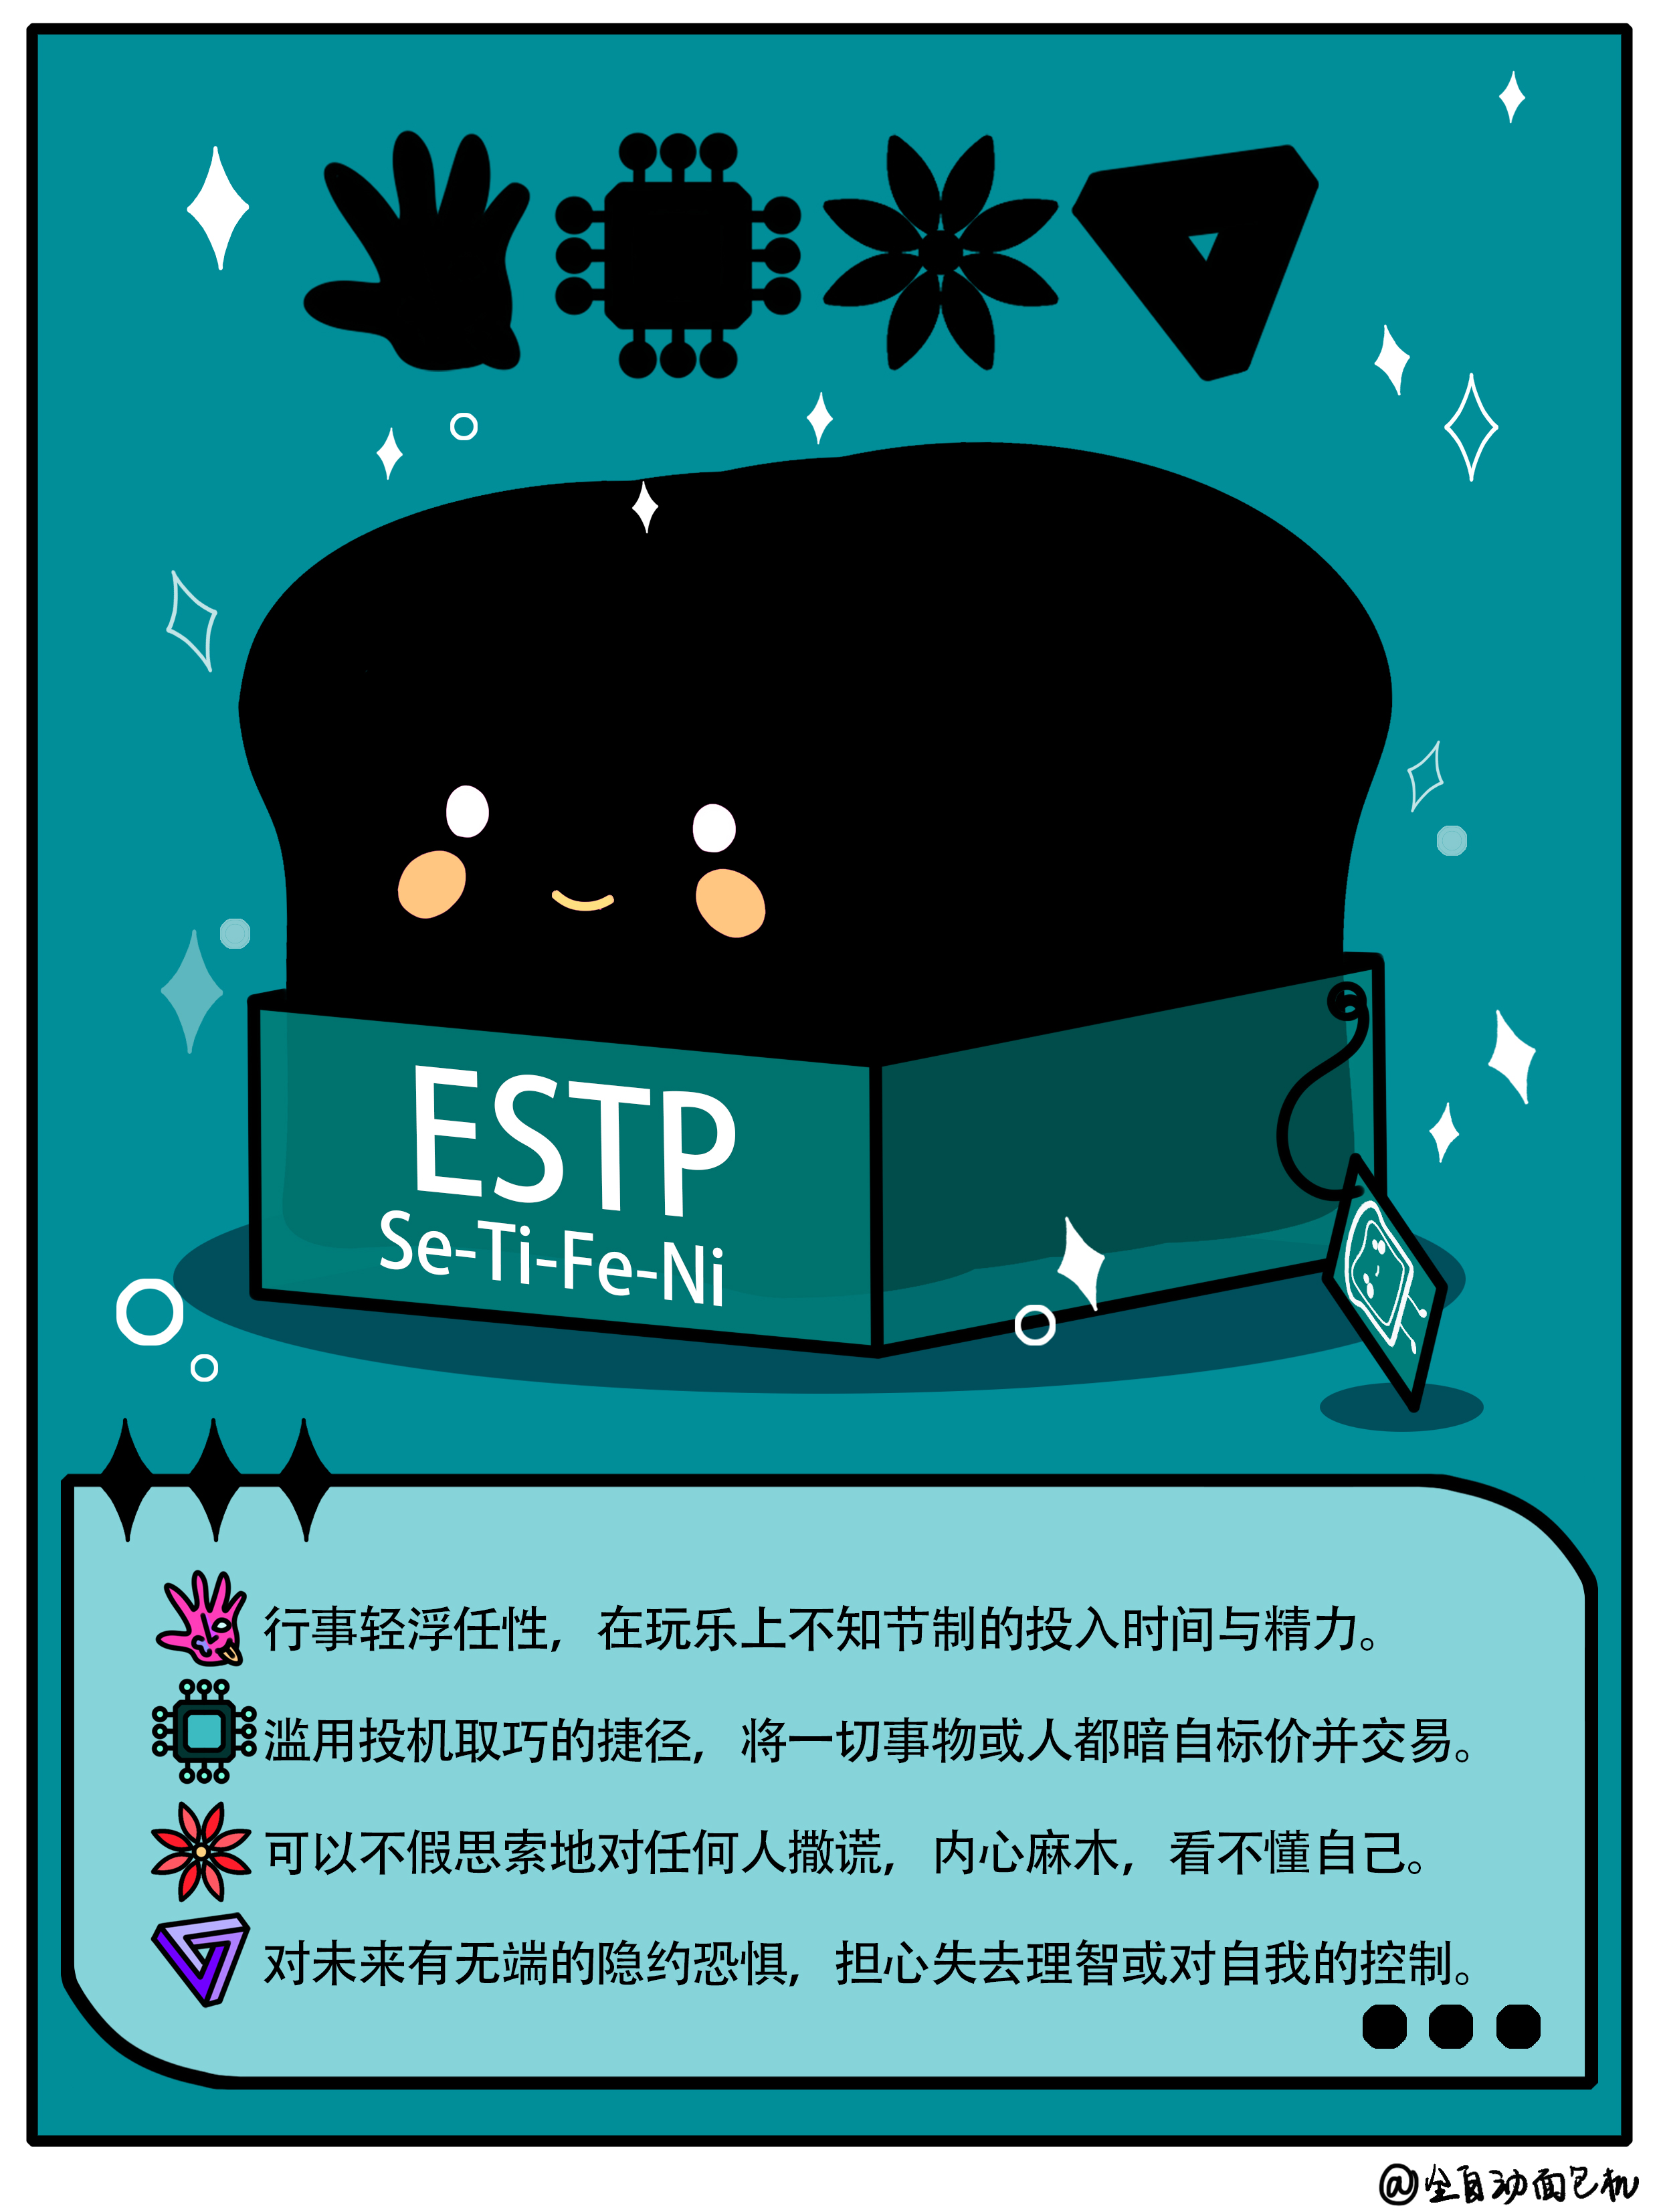 ESTP
Se-Ti-Fe-Ni
行事轻浮任性，在玩乐上不知节制的投入时间与精力。
滥用投机取巧的捷径，将一切事物或人都暗自标价并交易。
可以不假思索地对任何人撒谎，内心麻木，看不懂自己。
对未来有无端的隐约恐惧，担心失去理智或对自我的控制。
@全自动面包机